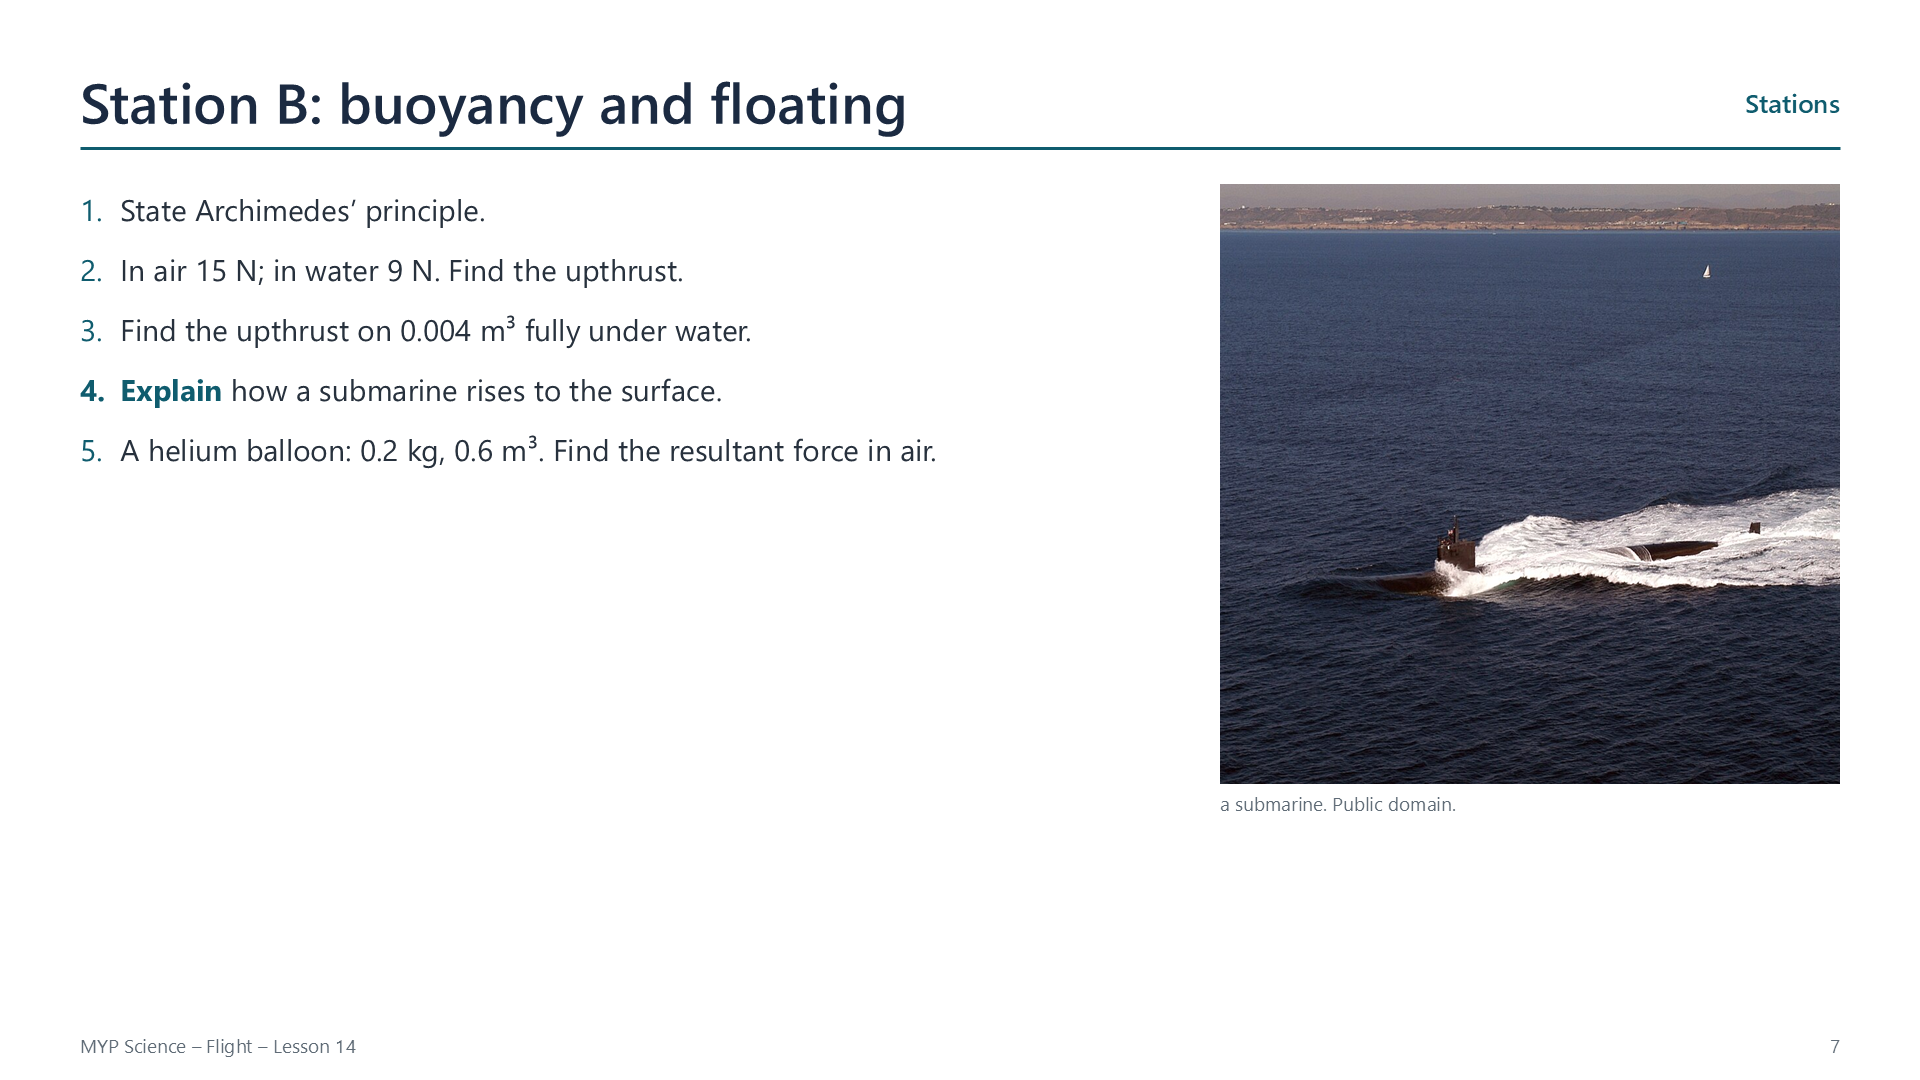 Station B: buoyancy and floating
Stations
1. State Archimedes’ principle.
2. In air 15 N; in water 9 N. Find the upthrust.
3. Find the upthrust on 0.004 m³ fully under water.
4. Explain how a submarine rises to the surface.
5. A helium balloon: 0.2 kg, 0.6 m³. Find the resultant force in air.
a submarine. Public domain.
MYP Science – Flight – Lesson 14
7